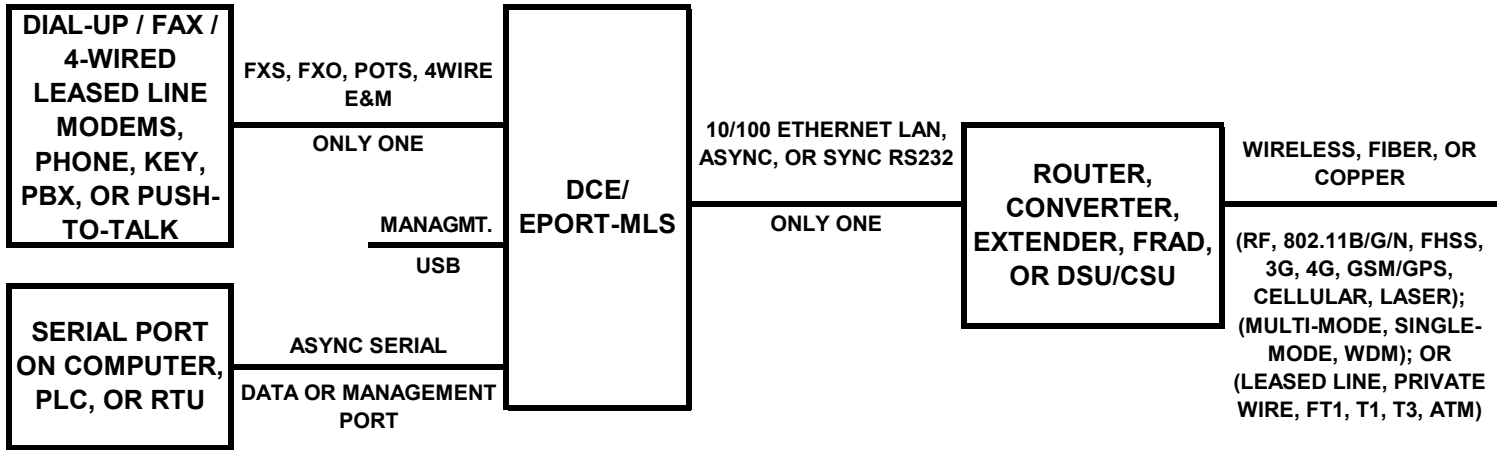 DIAL-UP / FAX /
4-WIRED
LEASED LINE
MODEMS,
PHONE, KEY,
PBX, OR PUSH-
TO-TALK
FXS, FXO, POTS, 4WIRE
E&M
ONLY ONE
MANAGMT.
USB
SERIAL PORT
ON COMPUTER,
PLC, OR RTU
ASYNC SERIAL
DATA OR MANAGEMENT
PORT
DCE/
EPORT-MLS
10/100 ETHERNET LAN,
ASYNC, OR SYNC RS232
ONLY ONE
ROUTER,
CONVERTER,
EXTENDER, FRAD,
OR DSU/CSU
WIRELESS, FIBER, OR
COPPER
(RF, 802.11B/G/N, FHSS,
3G, 4G, GSM/GPS,
CELLULAR, LASER);
(MULTI-MODE, SINGLE-
MODE, WDM); OR
(LEASED LINE, PRIVATE
WIRE, FT1, T1, T3, ATM)